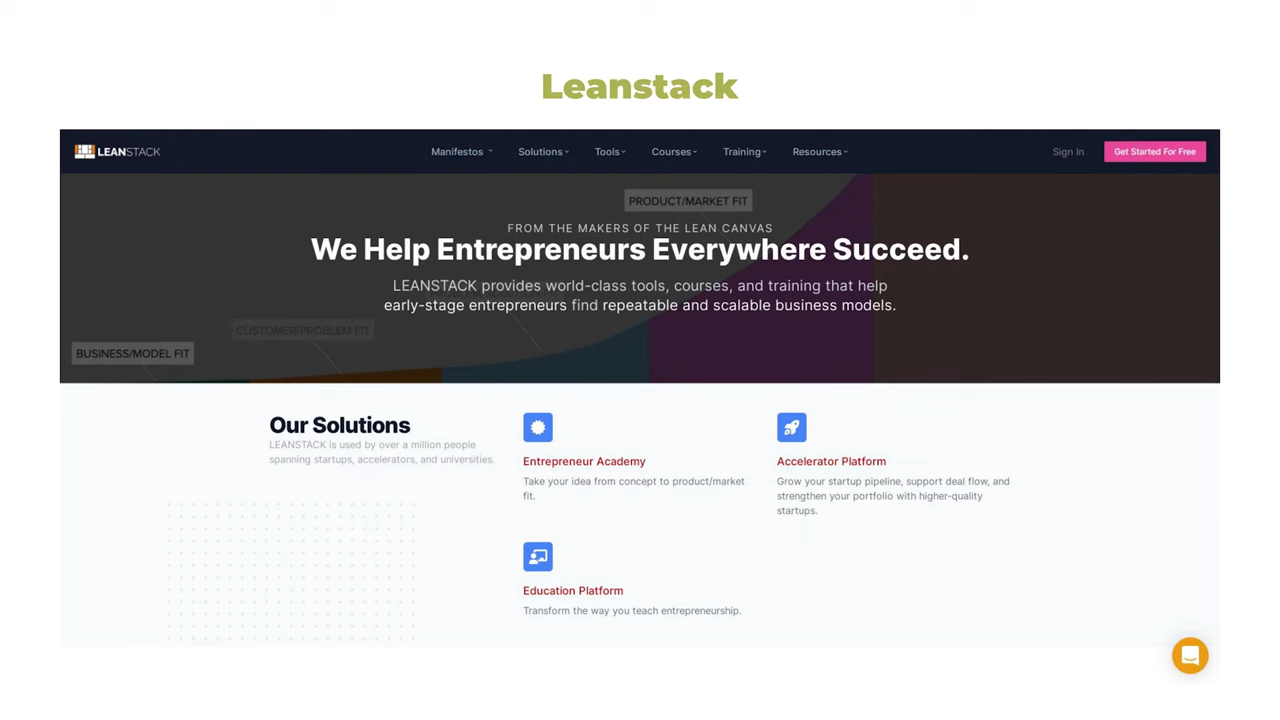 Leanstack
LEANSTACK
Manifestos
Solutions
Tools
Courses
Training
Resources
Sign In
Get Started For Free
PRODUCT/MARKET FIT
FROM THE MAKERS OF THE LEAN CANVAS
We Help Entrepreneurs Everywhere Succeed.
LEANSTACK provides world-class tools, courses, and training that help
early-stage entrepreneurs find repeatable and scalable business models.
CUSTOMER/PROBLEM FIT
BUSINESS/MODEL FIT
Our Solutions
LEANSTACK is used by over a million people
spanning startups, accelerators, and universities.
Entrepreneur Academy
Take your idea from concept to product/market
fit.
Accelerator Platform
Grow your startup pipeline, support deal flow, and
strengthen your portfolio with higher-quality
startups.
Education Platform
Transform the way you teach entrepreneurship.